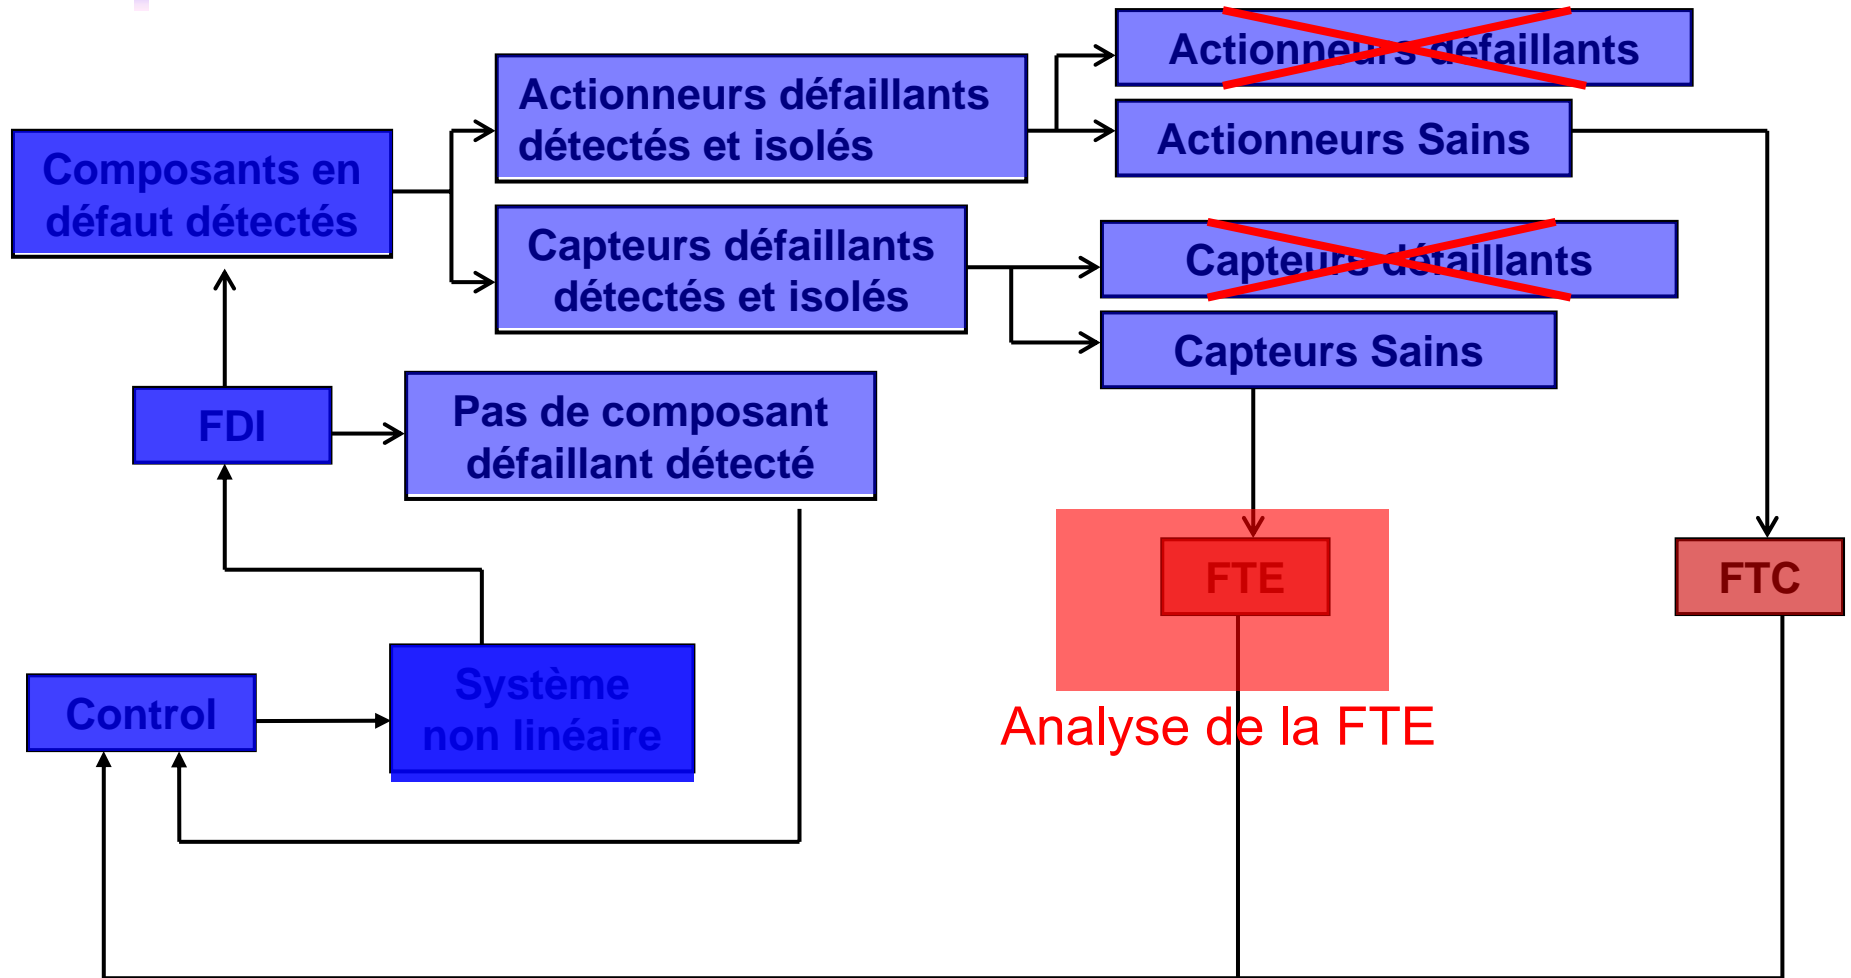 Actionneurs défaillants
Actionneurs défaillants
détectés et isolés
Actionneurs Sains
Composants en
défaut détectés
Capteurs défaillants
détectés et isolés
Capteurs défaillants
Capteurs Sains
FDI
Pas de composant
défaillant détecté
FTE
FTC
Control
Système
non linéaire
Analyse de la FTE